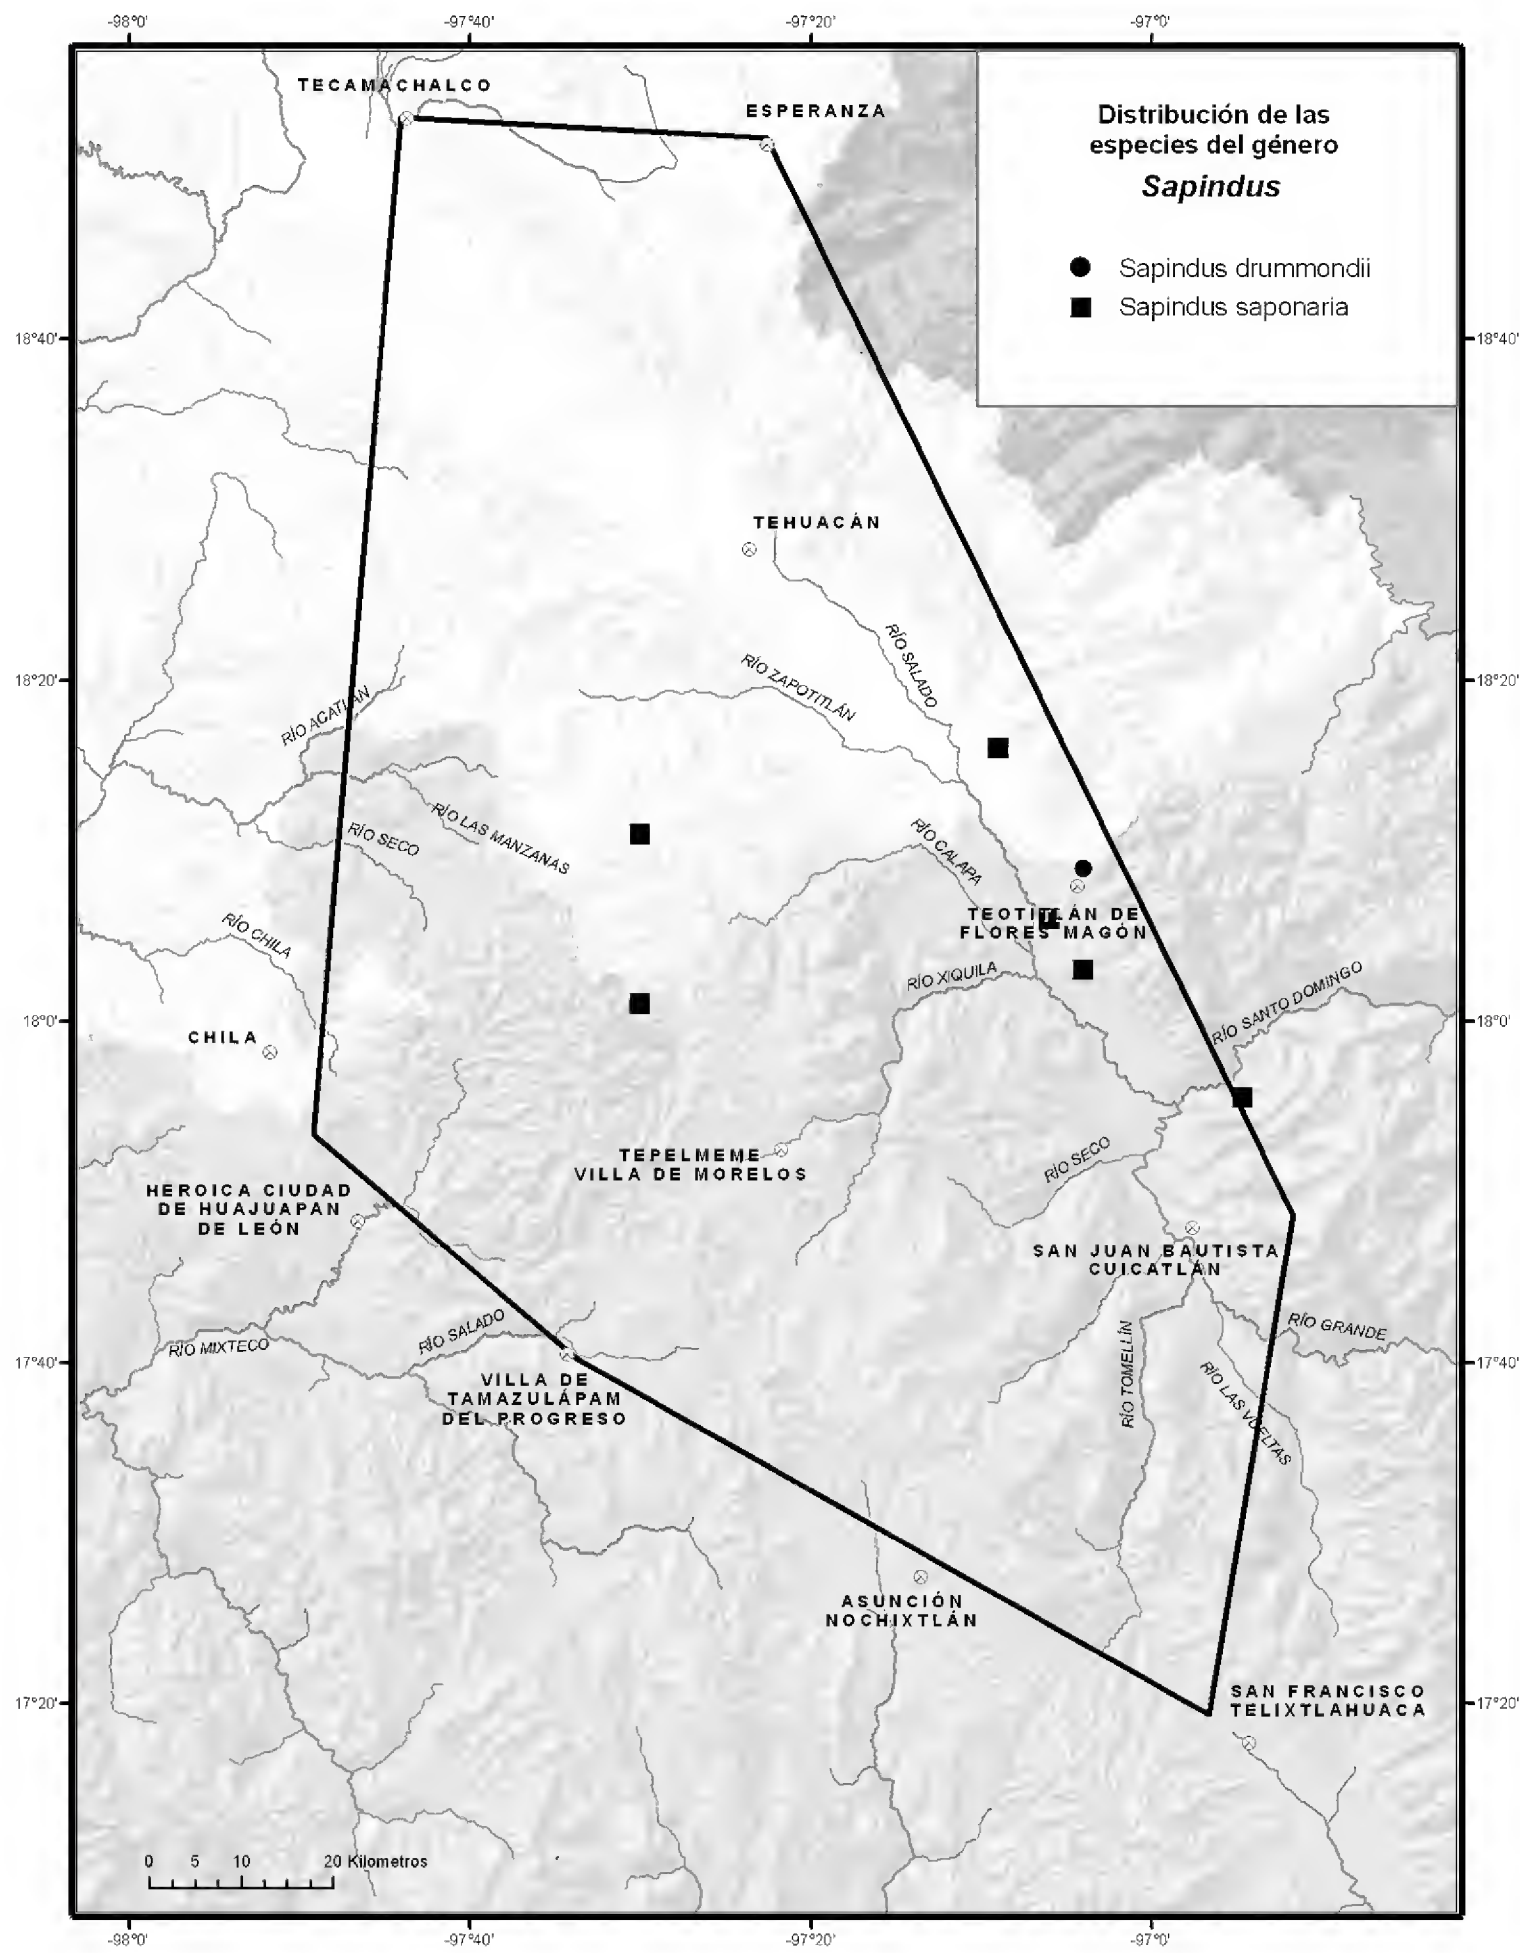 -98°0'
-97°40'
-97°20'
-97°0'
TECAMACHALCO
ESPERANZA
Distribución de las
especies del género
Sapindus
Sapindus drummondii
Sapindus saponaria
18°40'
18°40'
TEHUACÁN
RÍO SALADO
RÍO ZAPOTITLÁN
18°20'
18°20'
RÍO ACATLÁN
RÍO LAS MANZANAS
RÍO SECO
RÍO CALAPA
TEOTITLÁN DE
FLORES MAGÓN
RÍO CHILA
RÍO XIQUILA
RÍO SANTO DOMINGO
18°0'
18°0'
CHILA
TEPELMEME
VILLA DE MORELOS
RÍO SECO
HEROICA CIUDAD
DE HUAJUAPAN
DE LEÓN
SAN JUAN BAUTISTA
CUICATLÁN
RÍO MIXTECO
RÍO SALADO
RÍO GRANDE
17°40'
17°40'
RÍO TOMELLÍN
RÍO LAS VUELTAS
VILLA DE
TAMAZULÁPAM
DEL PROGRESO
ASUNCIÓN
NOCHIXTLÁN
17°20'
17°20'
SAN FRANCISCO
TELIXTLAHUACA
0 5 10 20 Kilometros
-98°0'
-97°40'
-97°20'
-97°0'